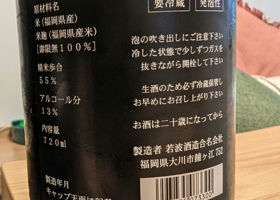 原材料名
米(福岡県産)
米麹(福岡県産米)
[壽限無100%]
精米歩合
55%
アルコール分
13%
内容量
720ml
製造年月
要冷蔵
発泡性
泡の吹き出しにご注意下さい
冷した状態で少しずつガスを
抜きながら開栓して下さい
生酒のため必ず冷蔵保管し
お早めにお召し上がり下さい
お酒は二十歳になってから
製造者 若波酒造合名会社
福岡県大川市鐘ヶ江752